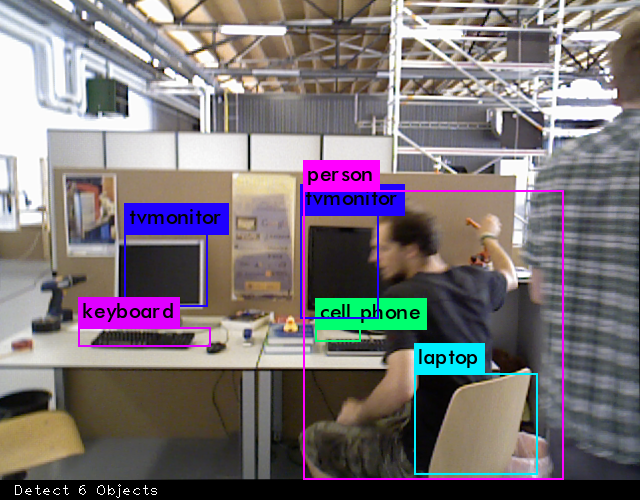 person
tvmonitor
tvmonitor
keyboard
cell phone
laptop
Detect 6 Objects